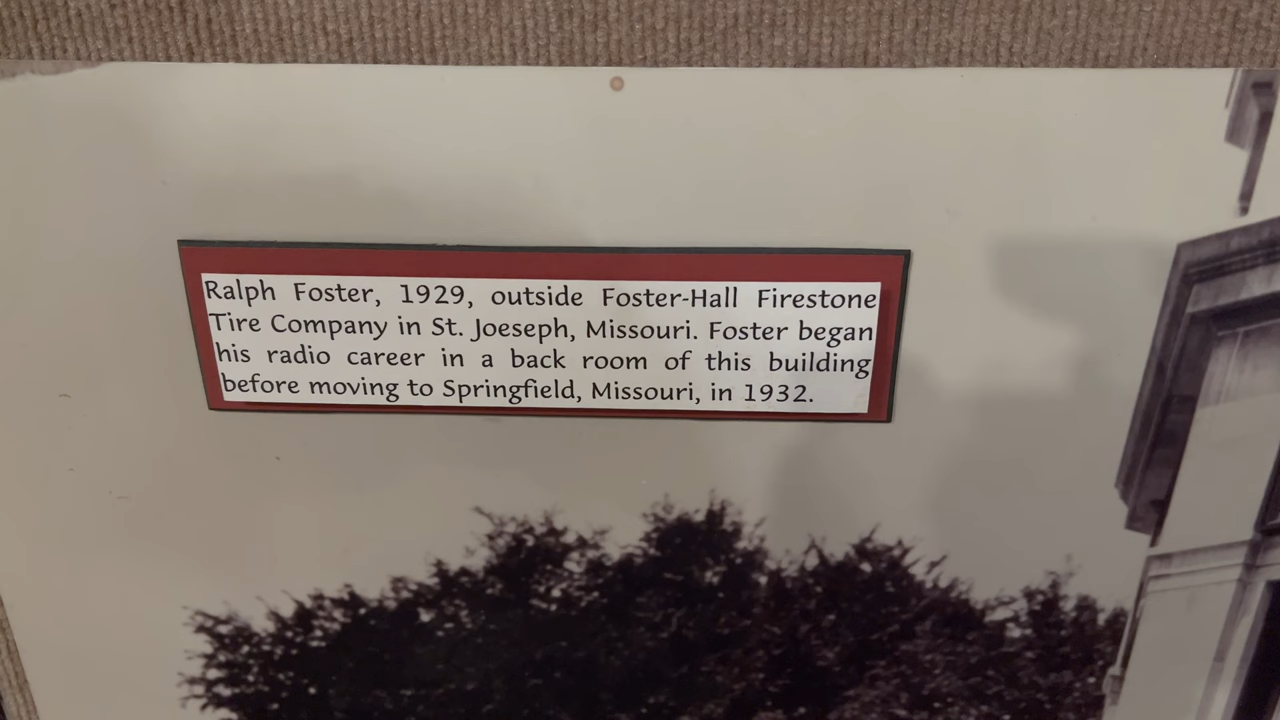 Ralph Foster, 1929, outside Foster-Hall Firestone
Tire Company in St. Joeseph, Missouri. Foster began
his radio career in a back room of this building
before moving to Springfield, Missouri, in 1932.